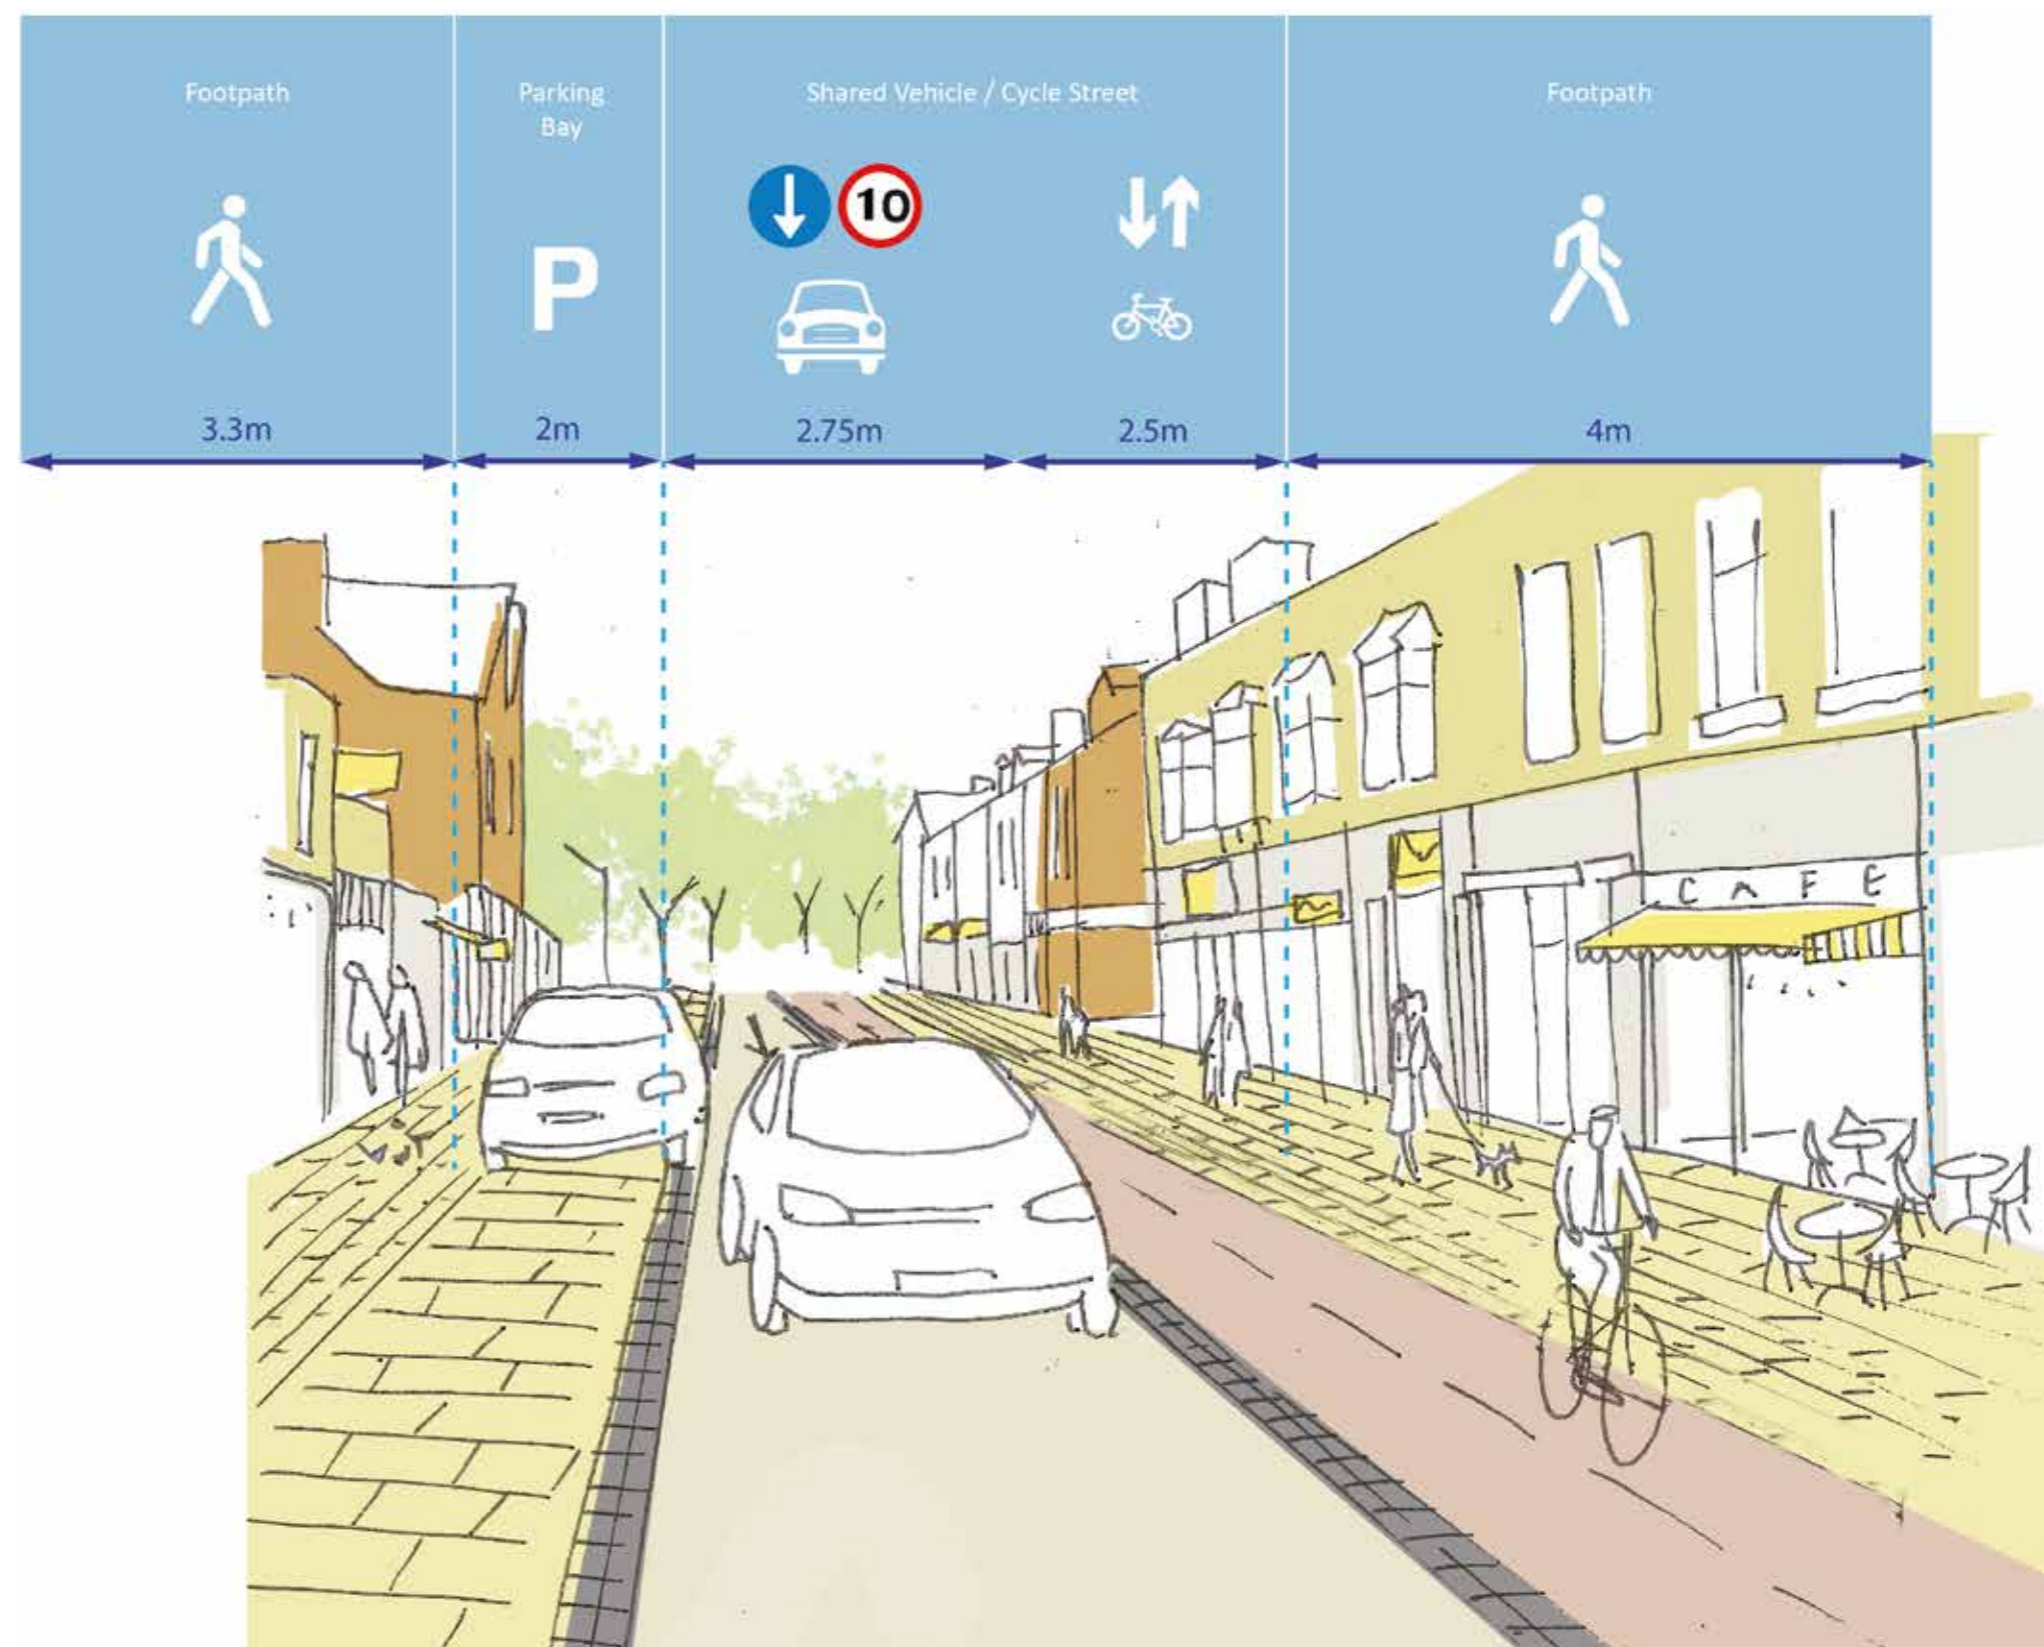 Footpath
Parking
Bay
Shared Vehicle / Cycle Street
Footpath
10
P
3.3m
2m
2.75m
2.5m
4m
CAFE